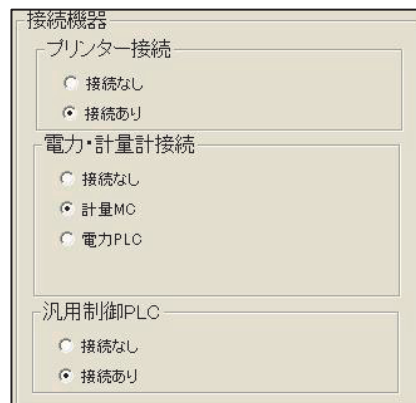 接続機器
プリンター接続
接続なし
接続あり
電力・計量計接続
接続なし
計量MC
電力PLC
汎用制御PLC
接続なし
接続あり